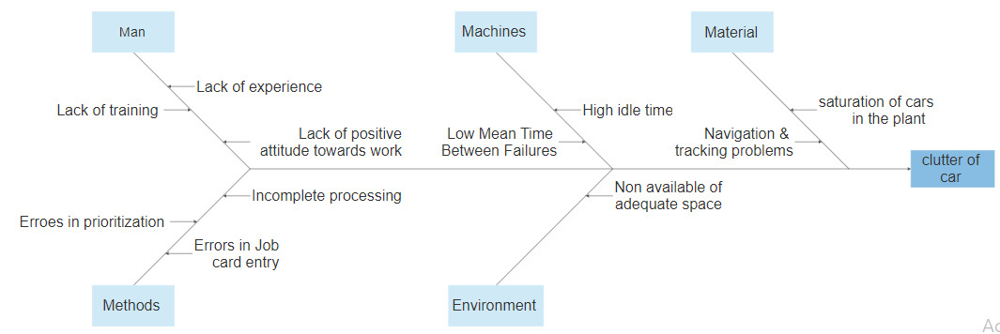 Man
Machines
Material
Lack of experience
Lack of training
Lack of positive
attitude towards work
High idle time
Low Mean Time
Between Failures
saturation of cars
in the plant
Navigation &
tracking problems
clutter of
car
Incomplete processing
Erroes in prioritization
Errors in Job
card entry
Non available of
adequate space
Methods
Environment